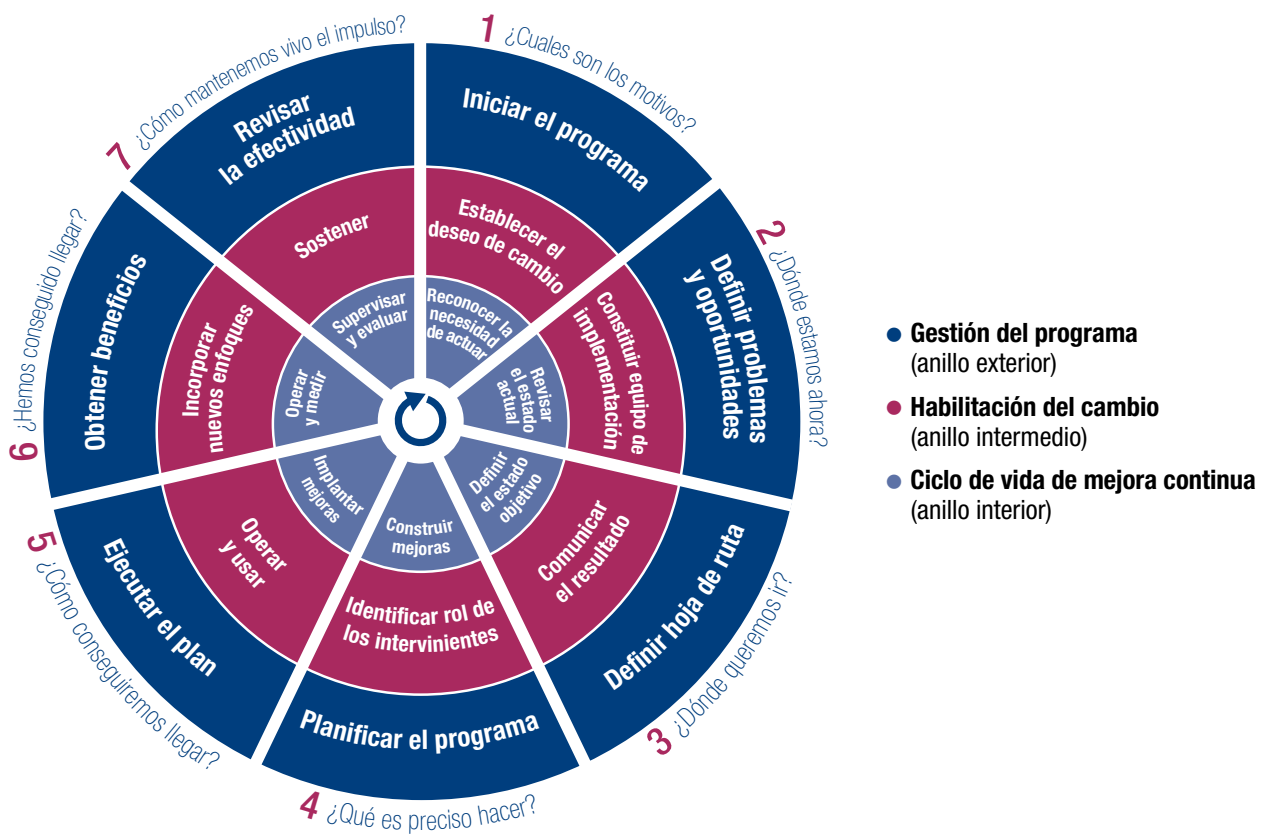 1 ¿Cuales son los motivos?
Iniciar el programa
Establecer el
deseo de cambio
Reconocer la
necesidad
de actuar
2 ¿Dónde estamos ahora?
Definir problemas
y oportunidades
Constituir equipo de
implementación
Revisar
el estado
actual
3 ¿Dónde queremos ir?
Definir hoja de ruta
Comunicar
el resultado
Definir
el estado
objetivo
4 ¿Qué es preciso hacer?
Planificar el programa
Identificar rol de
los intervinientes
Construir
mejoras
5 ¿Cómo conseguiremos llegar?
Ejecutar el plan
Operar
y usar
Implantar
mejoras
6 ¿Hemos conseguido llegar?
Obtener beneficios
Incorporar
nuevos enfoques
Operar
y medir
7 ¿Cómo mantenemos vivo el impulso?
Revisar
la efectividad
Sostener
Supervisar
y evaluar
Gestión del programa
(anillo exterior)
Habilitación del cambio
(anillo intermedio)
Ciclo de vida de mejora continua
(anillo interior)